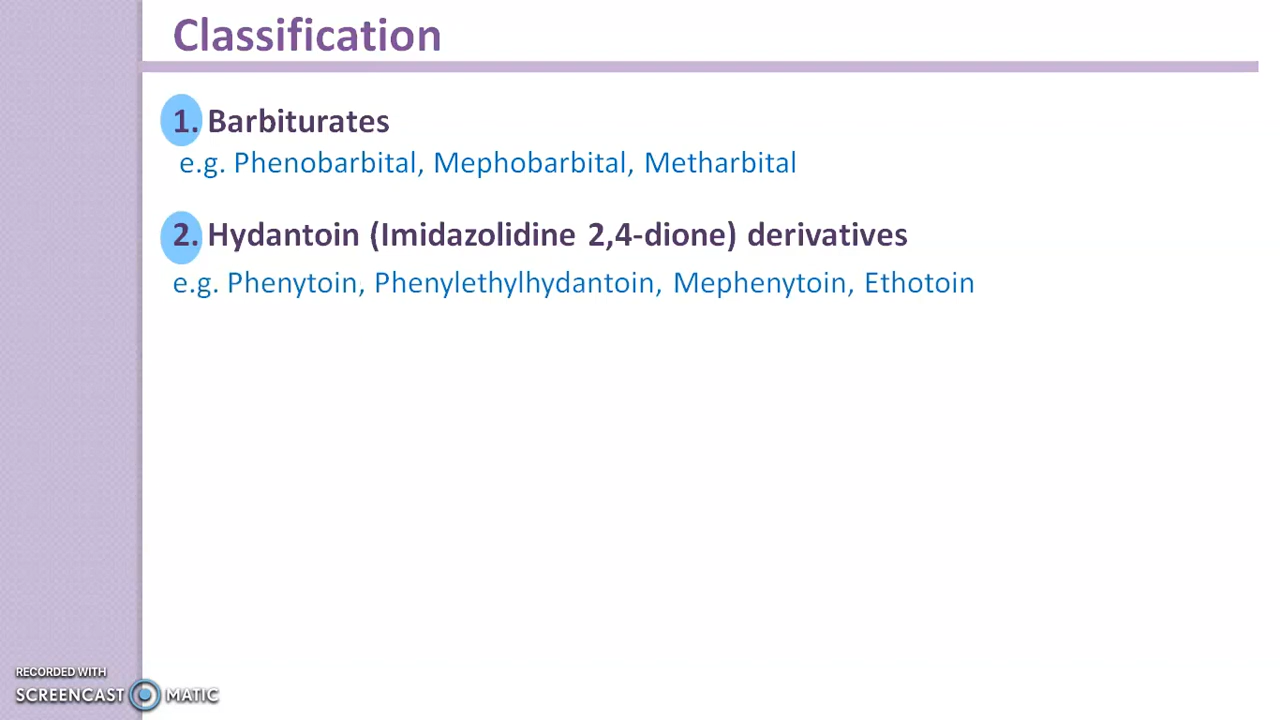 Classification
1. Barbiturates
e.g. Phenobarbital, Mephobarbital, Metharbital
2. Hydantoin (Imidazolidine 2,4-dione) derivatives
e.g. Phenytoin, Phenylethylhydantoin, Mephenytoin, Ethotoin
RECORDED WITH
SCREENCAST MATIC